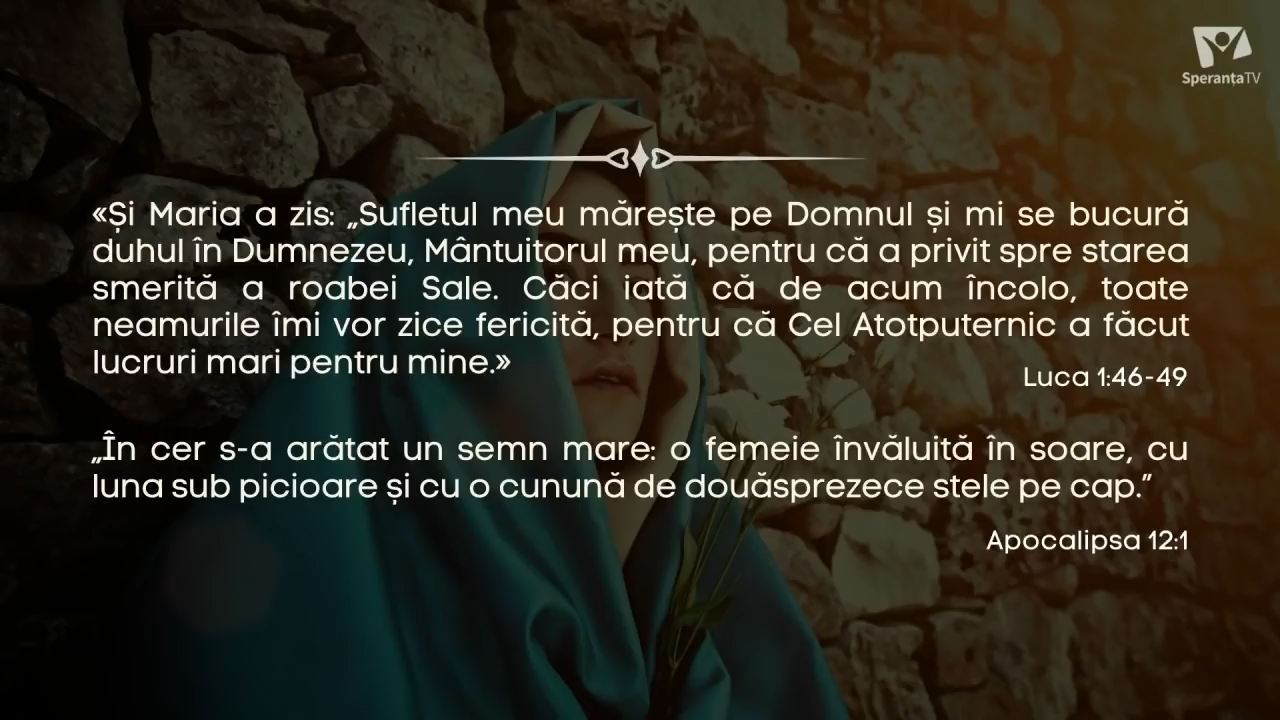 SperanțaTV
«Și Maria a zis: „Sufletul meu mărește pe Domnul și mi se bucură
duhul în Dumnezeu, Mântuitorul meu, pentru că a privit spre starea
smerită a roabei Sale. Căci iată că de acum încolo, toate
neamurile îmi vor zice fericită, pentru că Cel Atotputernic a făcut
lucruri mari pentru mine.»
Luca 1:46-49
„În cer s-a arătat un semn mare: o femeie învăluită în soare, cu
luna sub picioare și cu o cunună de douăsprezece stele pe cap.”
Apocalipsa 12:1